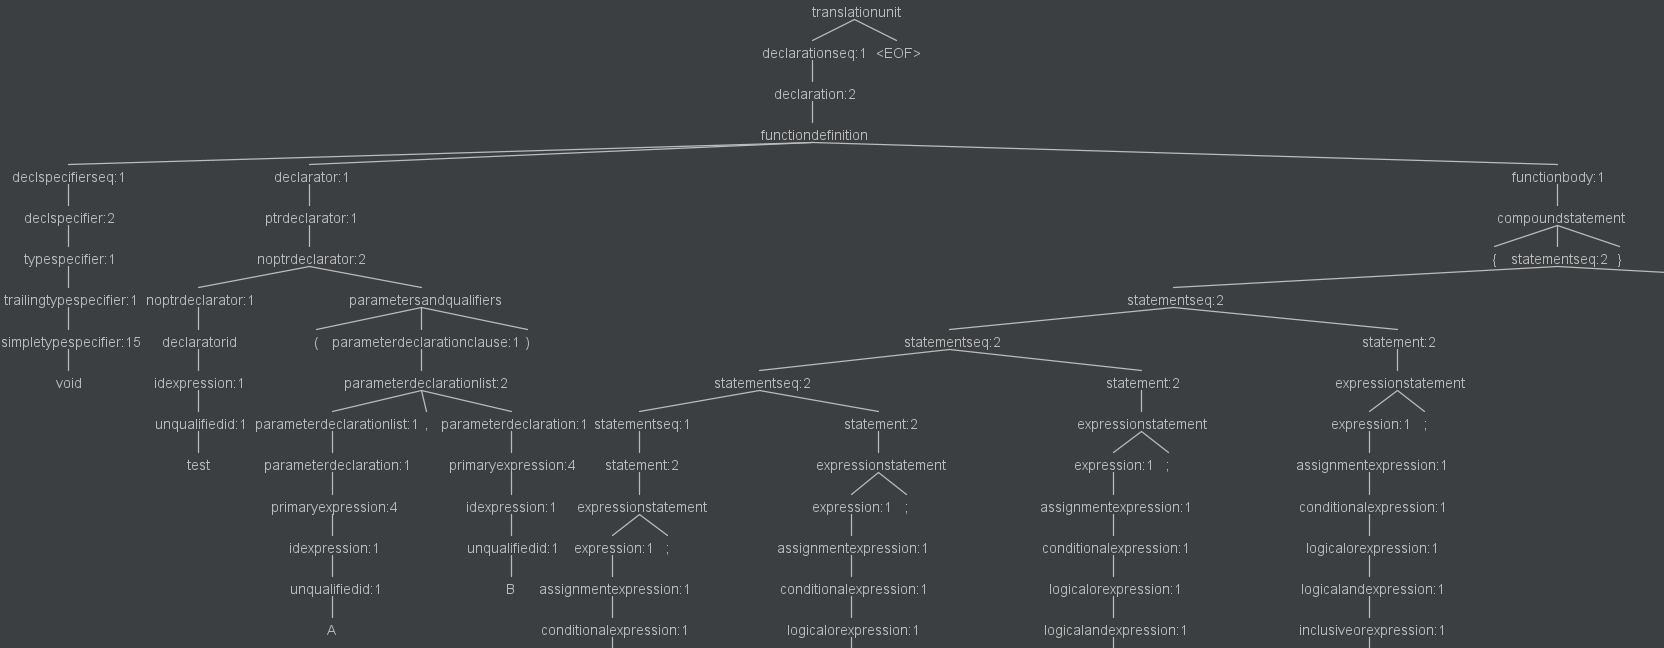 translationunit
declarationseq:1 <EOF>
declaration:2
functiondefinition
declspecifierseq:1 declarator:1 functionbody:1
declspecifier:2 ptrdeclarator:1 compoundstatement
typespecifier:1 noptrdeclarator:2 { statementseq:2 }
trailingtypespecifier:1 noptrdeclarator:1 parametersandqualifiers statementseq:2
simpletypespecifier:15 declaratorid ( parameterdeclarationclause:1 ) statementseq:2 statement:2
void idexpression:1 parameterdeclarationlist:2 statementseq:2 statement:2 expressionstatement
unqualifiedid:1 parameterdeclarationlist:1 , parameterdeclaration:1 statementseq:1 statement:2 expressionstatement expression:1 ;
test parameterdeclaration:1 primaryexpression:4 statement:2 expressionstatement expression:1 ; assignmentexpression:1
primaryexpression:4 idexpression:1 expressionstatement expression:1 ; assignmentexpression:1 conditionalexpression:1
idexpression:1 unqualifiedid:1 expression:1 ; assignmentexpression:1 conditionalexpression:1 logicalorexpression:1
unqualifiedid:1 B assignmentexpression:1 conditionalexpression:1 logicalorexpression:1 logicalandexpression:1
A conditionalexpression:1 logicalorexpression:1 logicalandexpression:1 inclusiveorexpression:1